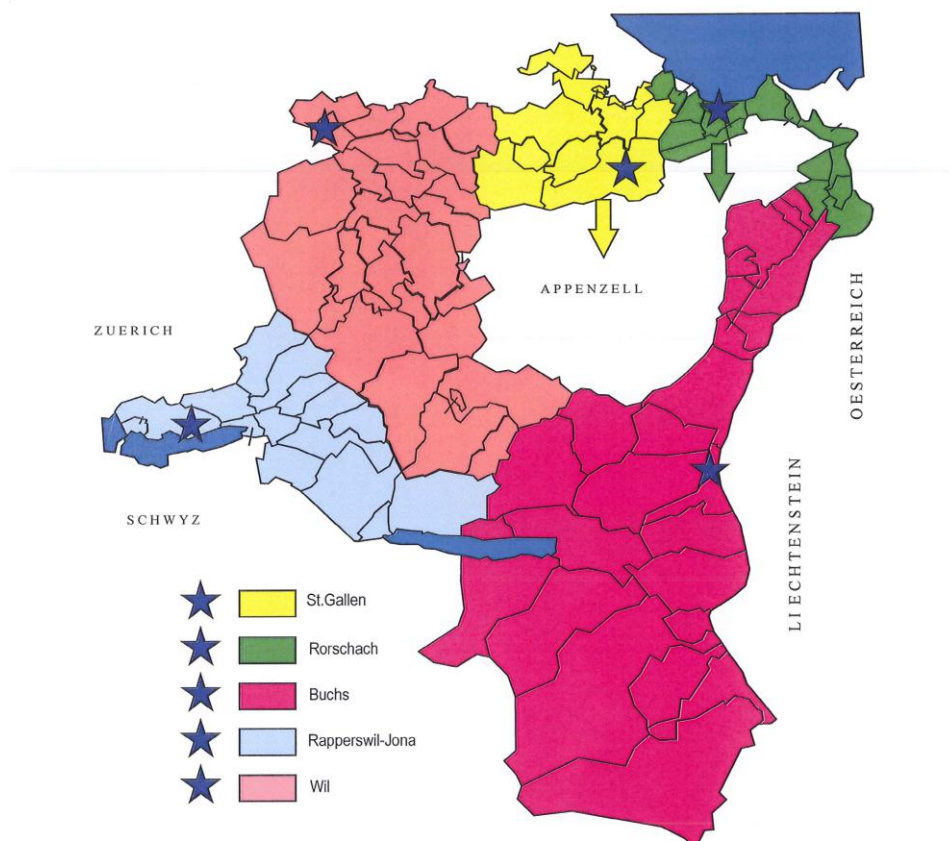 APPENZELL
ZUERICH
OESTERREICH
LIECHTENSTEIN
SCHWYZ
St.Gallen
Rorschach
Buchs
Rapperswil-Jona
Wil